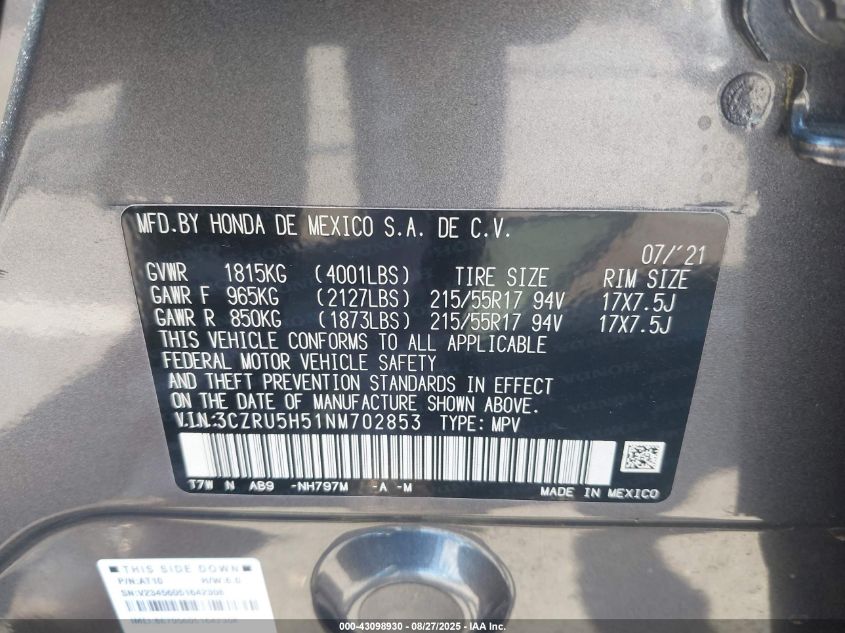 MFD.BY HONDA DE MEXICO S.A. DE C.V.
07/'21
GVWR 1815KG (4001LBS) TIRE SIZE RIM SIZE
GAWR F 965KG (2127LBS) 215/55R17 94V 17X7.5J
GAWR R 850KG (1873LBS) 215/55R17 94V 17X7.5J
THIS VEHICLE CONFORMS TO ALL APPLICABLE
FEDERAL MOTOR VEHICLE SAFETY
AND THEFT PREVENTION STANDARDS IN EFFECT
ON THE DATE OF MANUFACTURE SHOWN ABOVE.
V.I.N.:3CZRU5H51NM702853 TYPE: MPV
T7W N AB9 -NH797M -A -M
MADE IN MEXICO
THIS SIDE DOWN
P/N:AT10 H/W:6.0
000-43098930 - 08/27/2025 - IAA Inc.